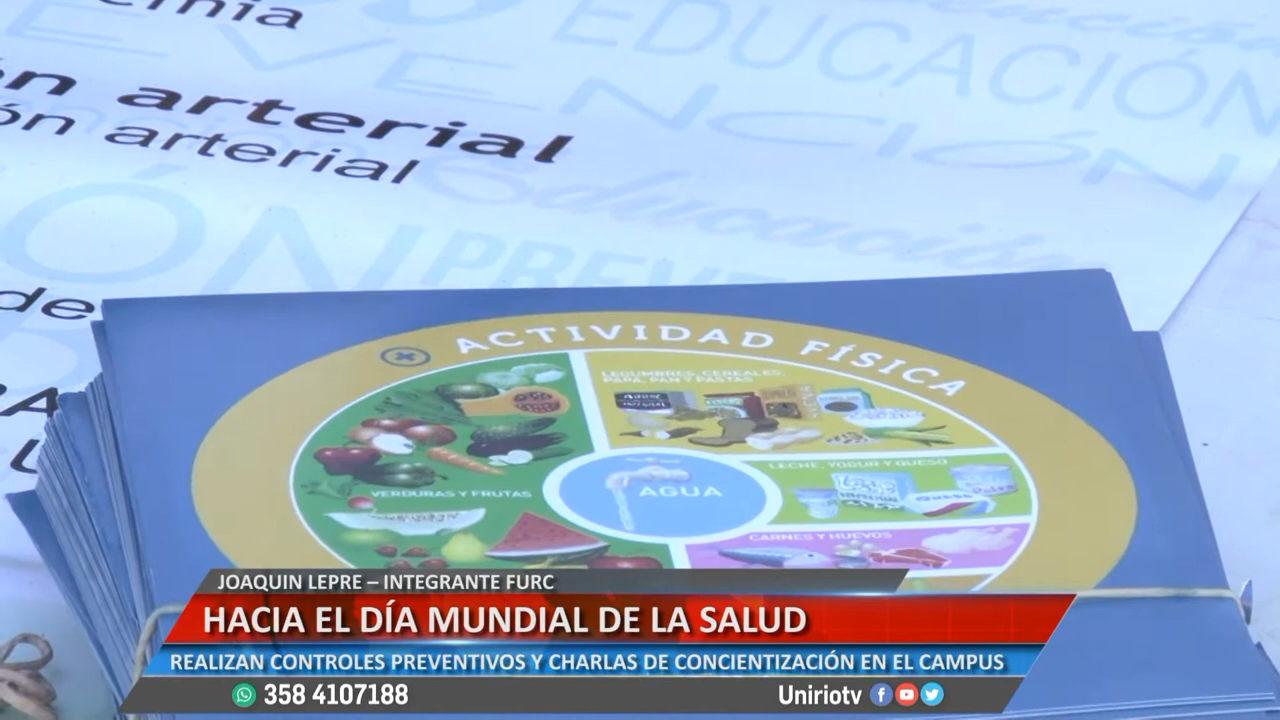 EDUCACIÓN
arterial
ón arterial
Educación
de
ACTIVIDAD FÍSICA
LEGUMBRES, CEREALES,
PAPA, PAN Y PASTAS
LECHE, YOGUR Y QUESO
AGUA
VERDURAS Y FRUTAS
CARNES Y HUEVOS
JOAQUIN LEPRE – INTEGRANTE FURC
HACIA EL DÍA MUNDIAL DE LA SALUD
REALIZAN CONTROLES PREVENTIVOS Y CHARLAS DE CONCIENTIZACIÓN EN EL CAMPUS
358 4107188
Uniriotv